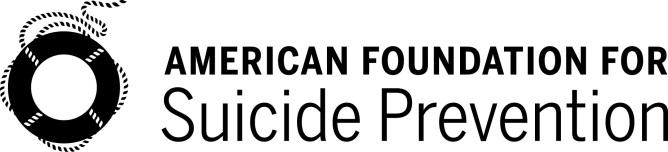 AMERICAN FOUNDATION FOR
Suicide Prevention